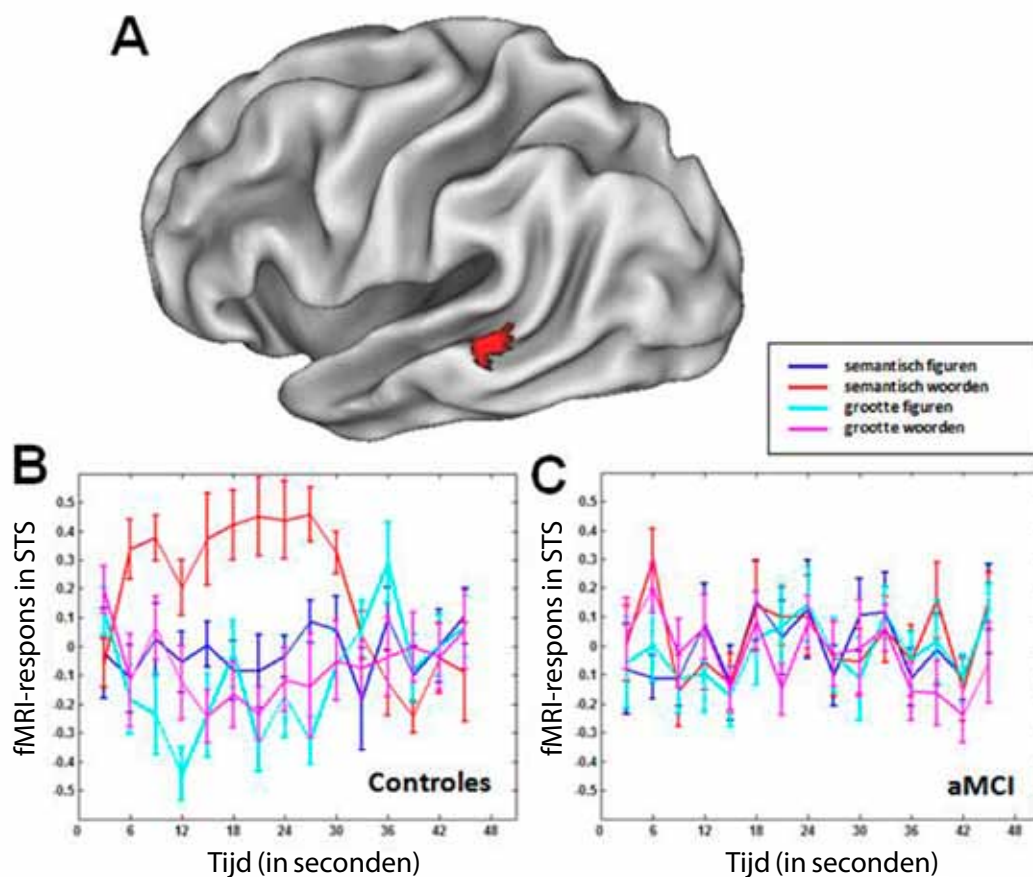 A
semantisch figuren
semantisch woorden
grootte figuren
grootte woorden
B
fMRI-respons in STS
0.5
0.4
0.3
0.2
0.1
0
-0.1
-0.2
-0.3
-0.4
-0.5
Controles
0 6 12 18 24 30 36 42 48
Tijd (in seconden)
C
fMRI-respons in STS
0.5
0.4
0.3
0.2
0.1
0
-0.1
-0.2
-0.3
-0.4
-0.5
aMCI
0 6 12 18 24 30 36 42 48
Tijd (in seconden)